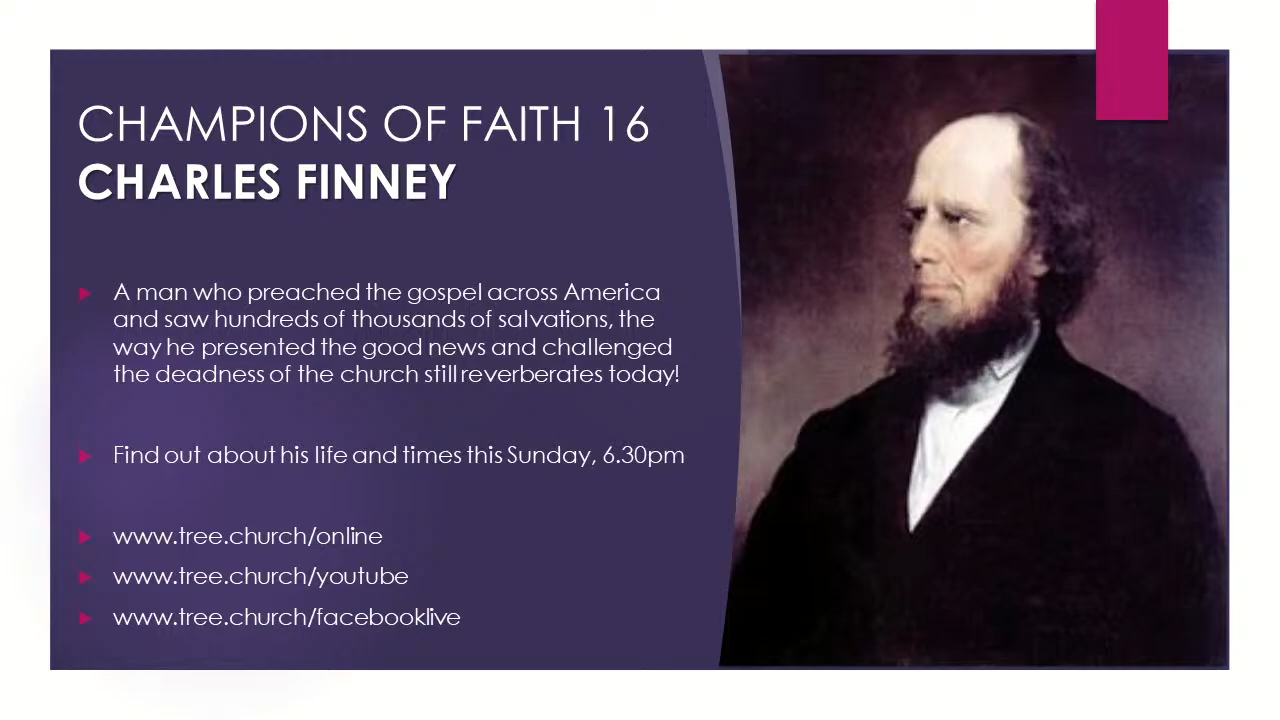 CHAMPIONS OF FAITH 16
CHARLES FINNEY
A man who preached the gospel across America
and saw hundreds of thousands of salvations, the
way he presented the good news and challenged
the deadness of the church still reverberates today!
Find out about his life and times this Sunday, 6.30pm
www.tree.church/online
www.tree.church/youtube
www.tree.church/facebooklive